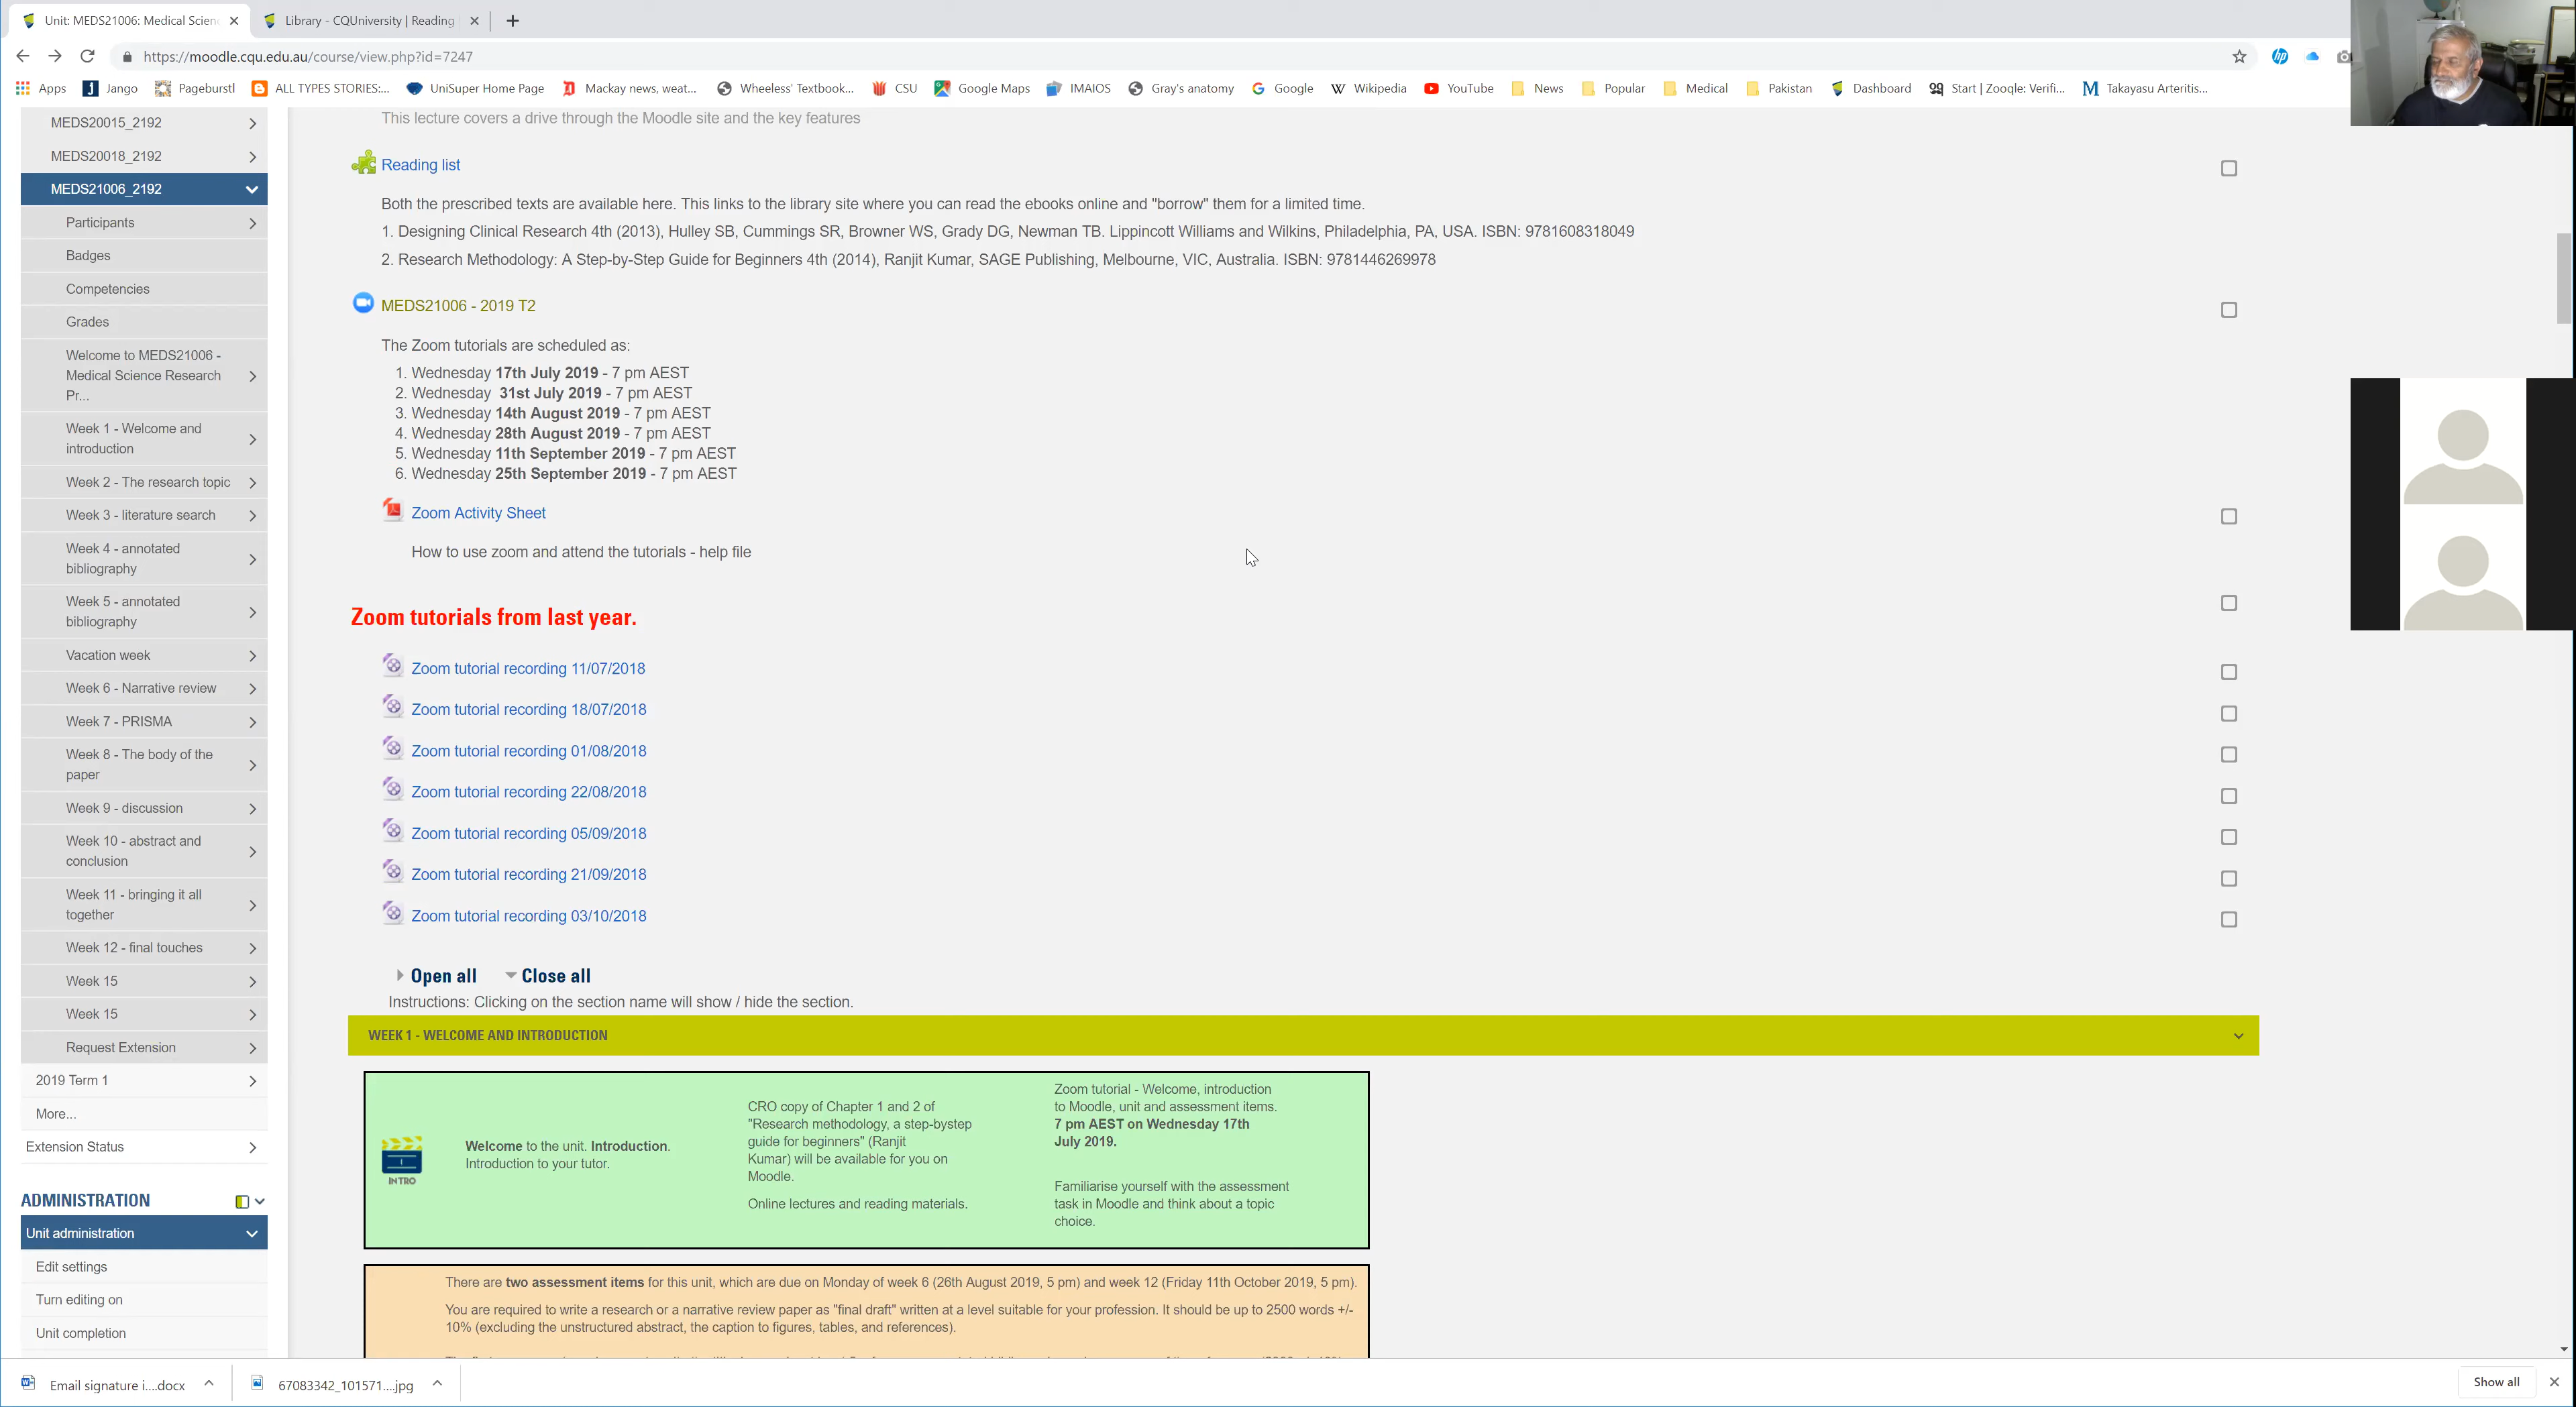 Unit: MEDS21006: Medical Scien
Library - CQUniversity | Reading
https://moodle.cqu.edu.au/course/view.php?id=7247
Apps
Jango
Pageburstl
ALL TYPES STORIES:...
UniSuper Home Page
Mackay news, weat...
Wheeless' Textbook...
CSU
Google Maps
IMAIOS
Gray's anatomy
Google
Wikipedia
YouTube
News
Popular
Medical
Pakistan
Dashboard
Start | Zooqle: Verifi...
Takayasu Arteritis...
MEDS20015_2192
MEDS20018_2192
MEDS21006_2192
Participants
Badges
Competencies
Grades
Welcome to MEDS21006 -
Medical Science Research
Pr...
Week 1 - Welcome and
introduction
Week 2 - The research topic
Week 3 - literature search
Week 4 - annotated
bibliography
Week 5 - annotated
bibliography
Vacation week
Week 6 - Narrative review
Week 7 - PRISMA
Week 8 - The body of the
paper
Week 9 - discussion
Week 10 - abstract and
conclusion
Week 11 - bringing it all
together
Week 12 - final touches
Week 15
Week 15
Request Extension
2019 Term 1
More...
Extension Status
ADMINISTRATION
Unit administration
Edit settings
Turn editing on
Unit completion
This lecture covers a drive through the Moodle site and the key features
Reading list
Both the prescribed texts are available here. This links to the library site where you can read the ebooks online and "borrow" them for a limited time.
1. Designing Clinical Research 4th (2013), Hulley SB, Cummings SR, Browner WS, Grady DG, Newman TB. Lippincott Williams and Wilkins, Philadelphia, PA, USA. ISBN: 9781608318049
2. Research Methodology: A Step-by-Step Guide for Beginners 4th (2014), Ranjit Kumar, SAGE Publishing, Melbourne, VIC, Australia. ISBN: 9781446269978
MEDS21006 - 2019 T2
The Zoom tutorials are scheduled as:
1. Wednesday 17th July 2019 - 7 pm AEST
2. Wednesday 31st July 2019 - 7 pm AEST
3. Wednesday 14th August 2019 - 7 pm AEST
4. Wednesday 28th August 2019 - 7 pm AEST
5. Wednesday 11th September 2019 - 7 pm AEST
6. Wednesday 25th September 2019 - 7 pm AEST
Zoom Activity Sheet
How to use zoom and attend the tutorials - help file
Zoom tutorials from last year.
Zoom tutorial recording 11/07/2018
Zoom tutorial recording 18/07/2018
Zoom tutorial recording 01/08/2018
Zoom tutorial recording 22/08/2018
Zoom tutorial recording 05/09/2018
Zoom tutorial recording 21/09/2018
Zoom tutorial recording 03/10/2018
Open all
Close all
Instructions: Clicking on the section name will show / hide the section.
WEEK 1 - WELCOME AND INTRODUCTION
INTRO
Welcome to the unit. Introduction.
Introduction to your tutor.
CRO copy of Chapter 1 and 2 of
"Research methodology, a step-bystep
guide for beginners" (Ranjit
Kumar) will be available for you on
Moodle.
Online lectures and reading materials.
Zoom tutorial - Welcome, introduction
to Moodle, unit and assessment items.
7 pm AEST on Wednesday 17th
July 2019.
Familiarise yourself with the assessment
task in Moodle and think about a topic
choice.
There are two assessment items for this unit, which are due on Monday of week 6 (26th August 2019, 5 pm) and week 12 (Friday 11th October 2019, 5 pm).
You are required to write a research or a narrative review paper as "final draft" written at a level suitable for your profession. It should be up to 2500 words +/-
10% (excluding the unstructured abstract, the caption to figures, tables, and references).
Email signature i....docx
67083342_101571....jpg
Show all